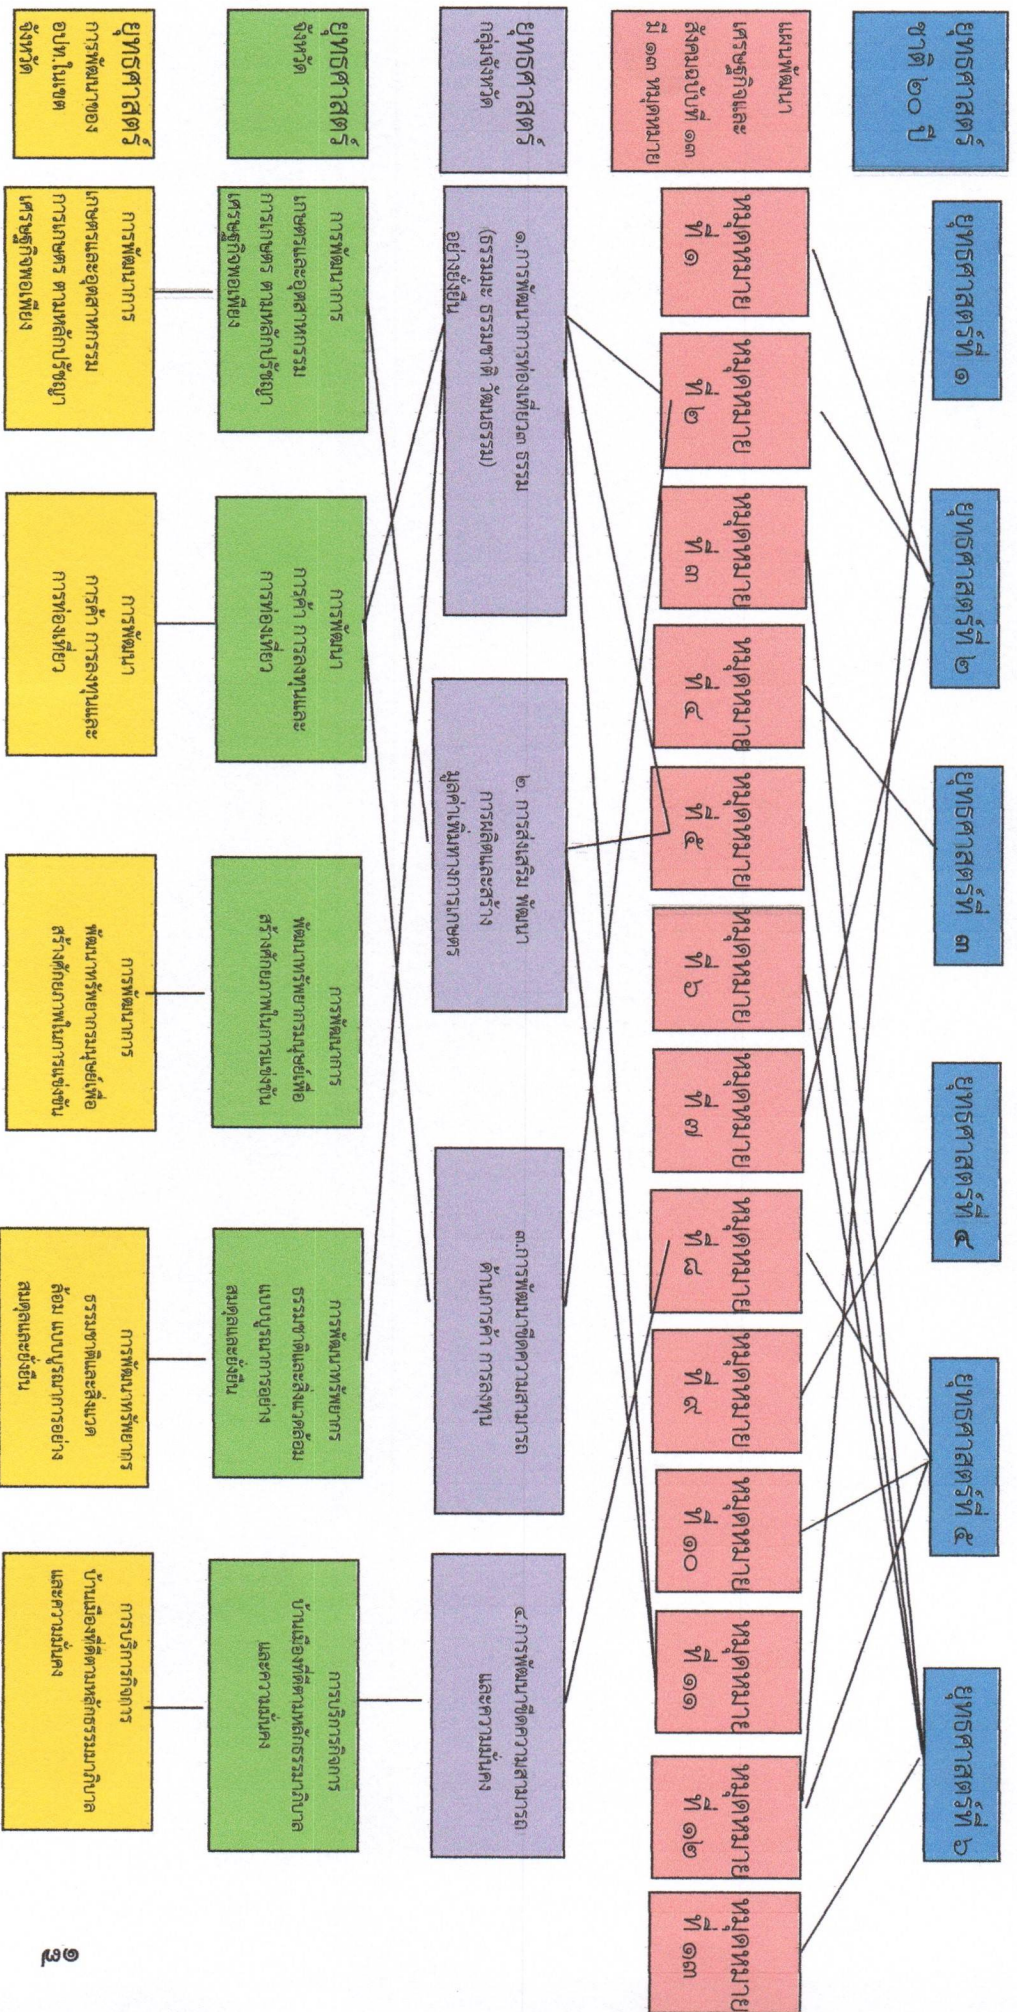 ยุทธศาสตร์
ชาติ ๒๐ ปี
ยุทธศาสตร์ที่ ๑
ยุทธศาสตร์ที่ ๒
ยุทธศาสตร์ที่ ๓
ยุทธศาสตร์ที่ ๔
ยุทธศาสตร์ที่ ๕
ยุทธศาสตร์ที่ ๖
แผนพัฒนา
เศรษฐกิจและ
สังคมฉบับที่ ๑๓
มี ๑๓ หมุดหมาย
หมุดหมาย
ที่ ๑
หมุดหมาย
ที่ ๒
หมุดหมาย
ที่ ๓
หมุดหมาย
ที่ ๔
หมุดหมาย
ที่ ๕
หมุดหมาย
ที่ ๖
หมุดหมาย
ที่ ๗
หมุดหมาย
ที่ ๘
หมุดหมาย
ที่ ๙
หมุดหมาย
ที่ ๑๐
หมุดหมาย
ที่ ๑๑
หมุดหมาย
ที่ ๑๒
หมุดหมาย
ที่ ๑๓
ยุทธศาสตร์
กลุ่มจังหวัด
๑.การพัฒนาการท่องเที่ยว๓ ธรรม
(ธรรมมะ ธรรมชาติ วัฒนธรรม)
อย่างยั่งยืน
๒. การส่งเสริม พัฒนา
การผลิตและสร้าง
มูลค่าเพิ่มทางการเกษตร
๓.การพัฒนาขีดความสามารถ
ด้านการค้า การลงทุน
๔.การพัฒนาขีดความสามารถ
และความมั่นคง
ยุทธศาสตร์
จังหวัด
การพัฒนาการ
เกษตรและอุตสาหกรรม
การเกษตร ตามหลักปรัชญา
เศรษฐกิจพอเพียง
การพัฒนา
การค้า การลงทุนและ
การท่องเที่ยว
การพัฒนาการ
พัฒนาทรัพยากรมนุษย์เพื่อ
สร้างศักยภาพในการแข่งขัน
การพัฒนาทรัพยากร
ธรรมชาติและสิ่งแวดล้อม
แบบบูรณาการอย่าง
สมดุลและยั่งยืน
การบริการกิจการ
บ้านเมืองที่ดีตามหลักธรรมาภิบาล
และความมั่นคง
ยุทธศาสตร์
การพัฒนาของ
อปท.ในเขต
จังหวัด
การพัฒนาการ
เกษตรและอุตสาหกรรม
การเกษตร ตามหลักปรัชญา
เศรษฐกิจพอเพียง
การพัฒนา
การค้า การลงทุนและ
การท่องเที่ยว
การพัฒนาการ
พัฒนาทรัพยากรมนุษย์เพื่อ
สร้างศักยภาพในการแข่งขัน
การพัฒนาทรัพยากร
ธรรมชาติและสิ่งแวด
ล้อม แบบบูรณาการอย่าง
สมดุลและยั่งยืน
การบริการกิจการ
บ้านเมืองที่ดีตามหลักธรรมาภิบาล
และความมั่นคง
๑๗